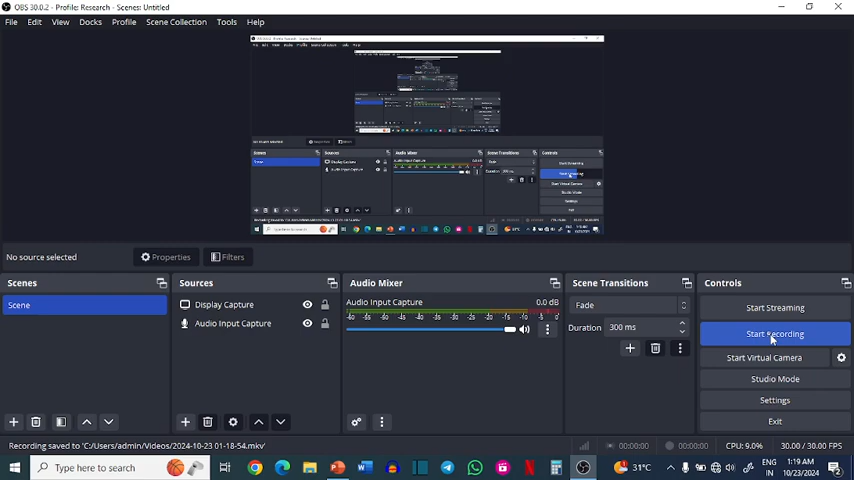 OBS 30.0.2 - Profile: Research - Scenes: Untitled
File Edit View Docks Profile Scene Collection Tools Help
No source selected Properties Filters
Scenes
Scene
Sources
Display Capture
Audio Input Capture
Audio Mixer
Audio Input Capture 0.0 dB
-60 -55 -50 -45 -40 -35 -30 -25 -20 -15 -10 -5 0
Scene Transitions
Fade
Duration 300 ms
Controls
Start Streaming
Start Recording
Start Virtual Camera
Studio Mode
Settings
Exit
Recording saved to 'C:/Users/admin/Videos/2024-10-23 01-18-54.mkv' 00:00:00 00:00:00 CPU: 9.0% 30.00 / 30.00 FPS
Type here to search 31°C ENG IN 1:19 AM 10/23/2024 2